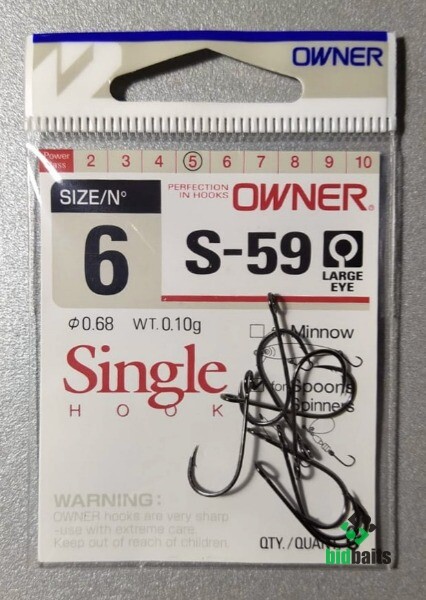 OWNER
Power Class 2 3 4 5 6 7 8 9 10
SIZE/N°
6
PERFECTION
IN HOOKS
OWNER®
S-59
LARGE
EYE
Φ0.68 WT. 0.10g
Minnow
Single
HOOK
for Spoons
Spinners
WARNING:
OWNER hooks are very sharp
-use with extreme care.
Keep out of reach of children.
QTY./QUANT
bidbaits